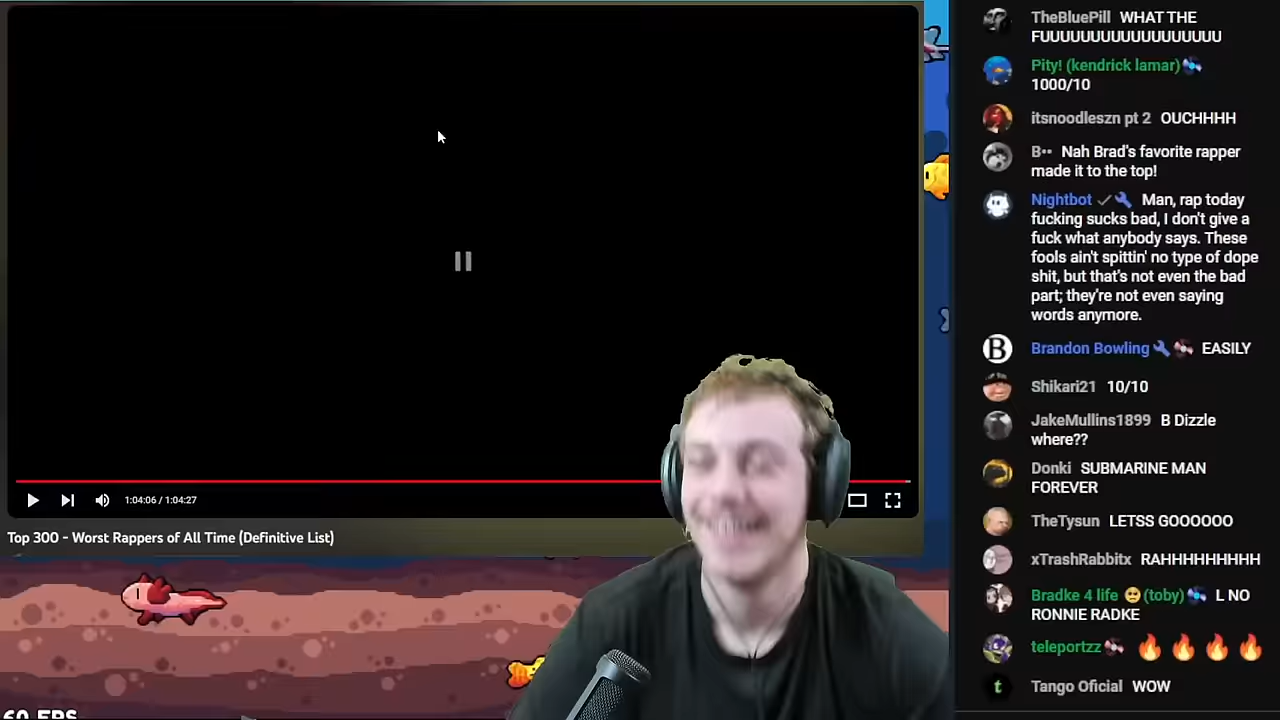 1:04:06 / 1:04:27
Top 300 - Worst Rappers of All Time (Definitive List)
60 FPS
TheBluePill WHAT THE
FUUUUUUUUUUUUUUUUU
Pity! (kendrick lamar)
1000/10
itsnoodleszn pt 2 OUCHHHH
B•• Nah Brad's favorite rapper
made it to the top!
Nightbot Man, rap today
fucking sucks bad, I don't give a
fuck what anybody says. These
fools ain't spittin' no type of dope
shit, but that's not even the bad
part; they're not even saying
words anymore.
B
Brandon Bowling EASILY
Shikari21 10/10
JakeMullins1899 B Dizzle
where??
Donki SUBMARINE MAN
FOREVER
TheTysun LETSS GOOOOOO
xTrashRabbitx RAHHHHHHHHH
Bradke 4 life 🥺(toby) L NO
RONNIE RADKE
teleportzz 🔥 🔥 🔥 🔥
t
Tango Oficial WOW